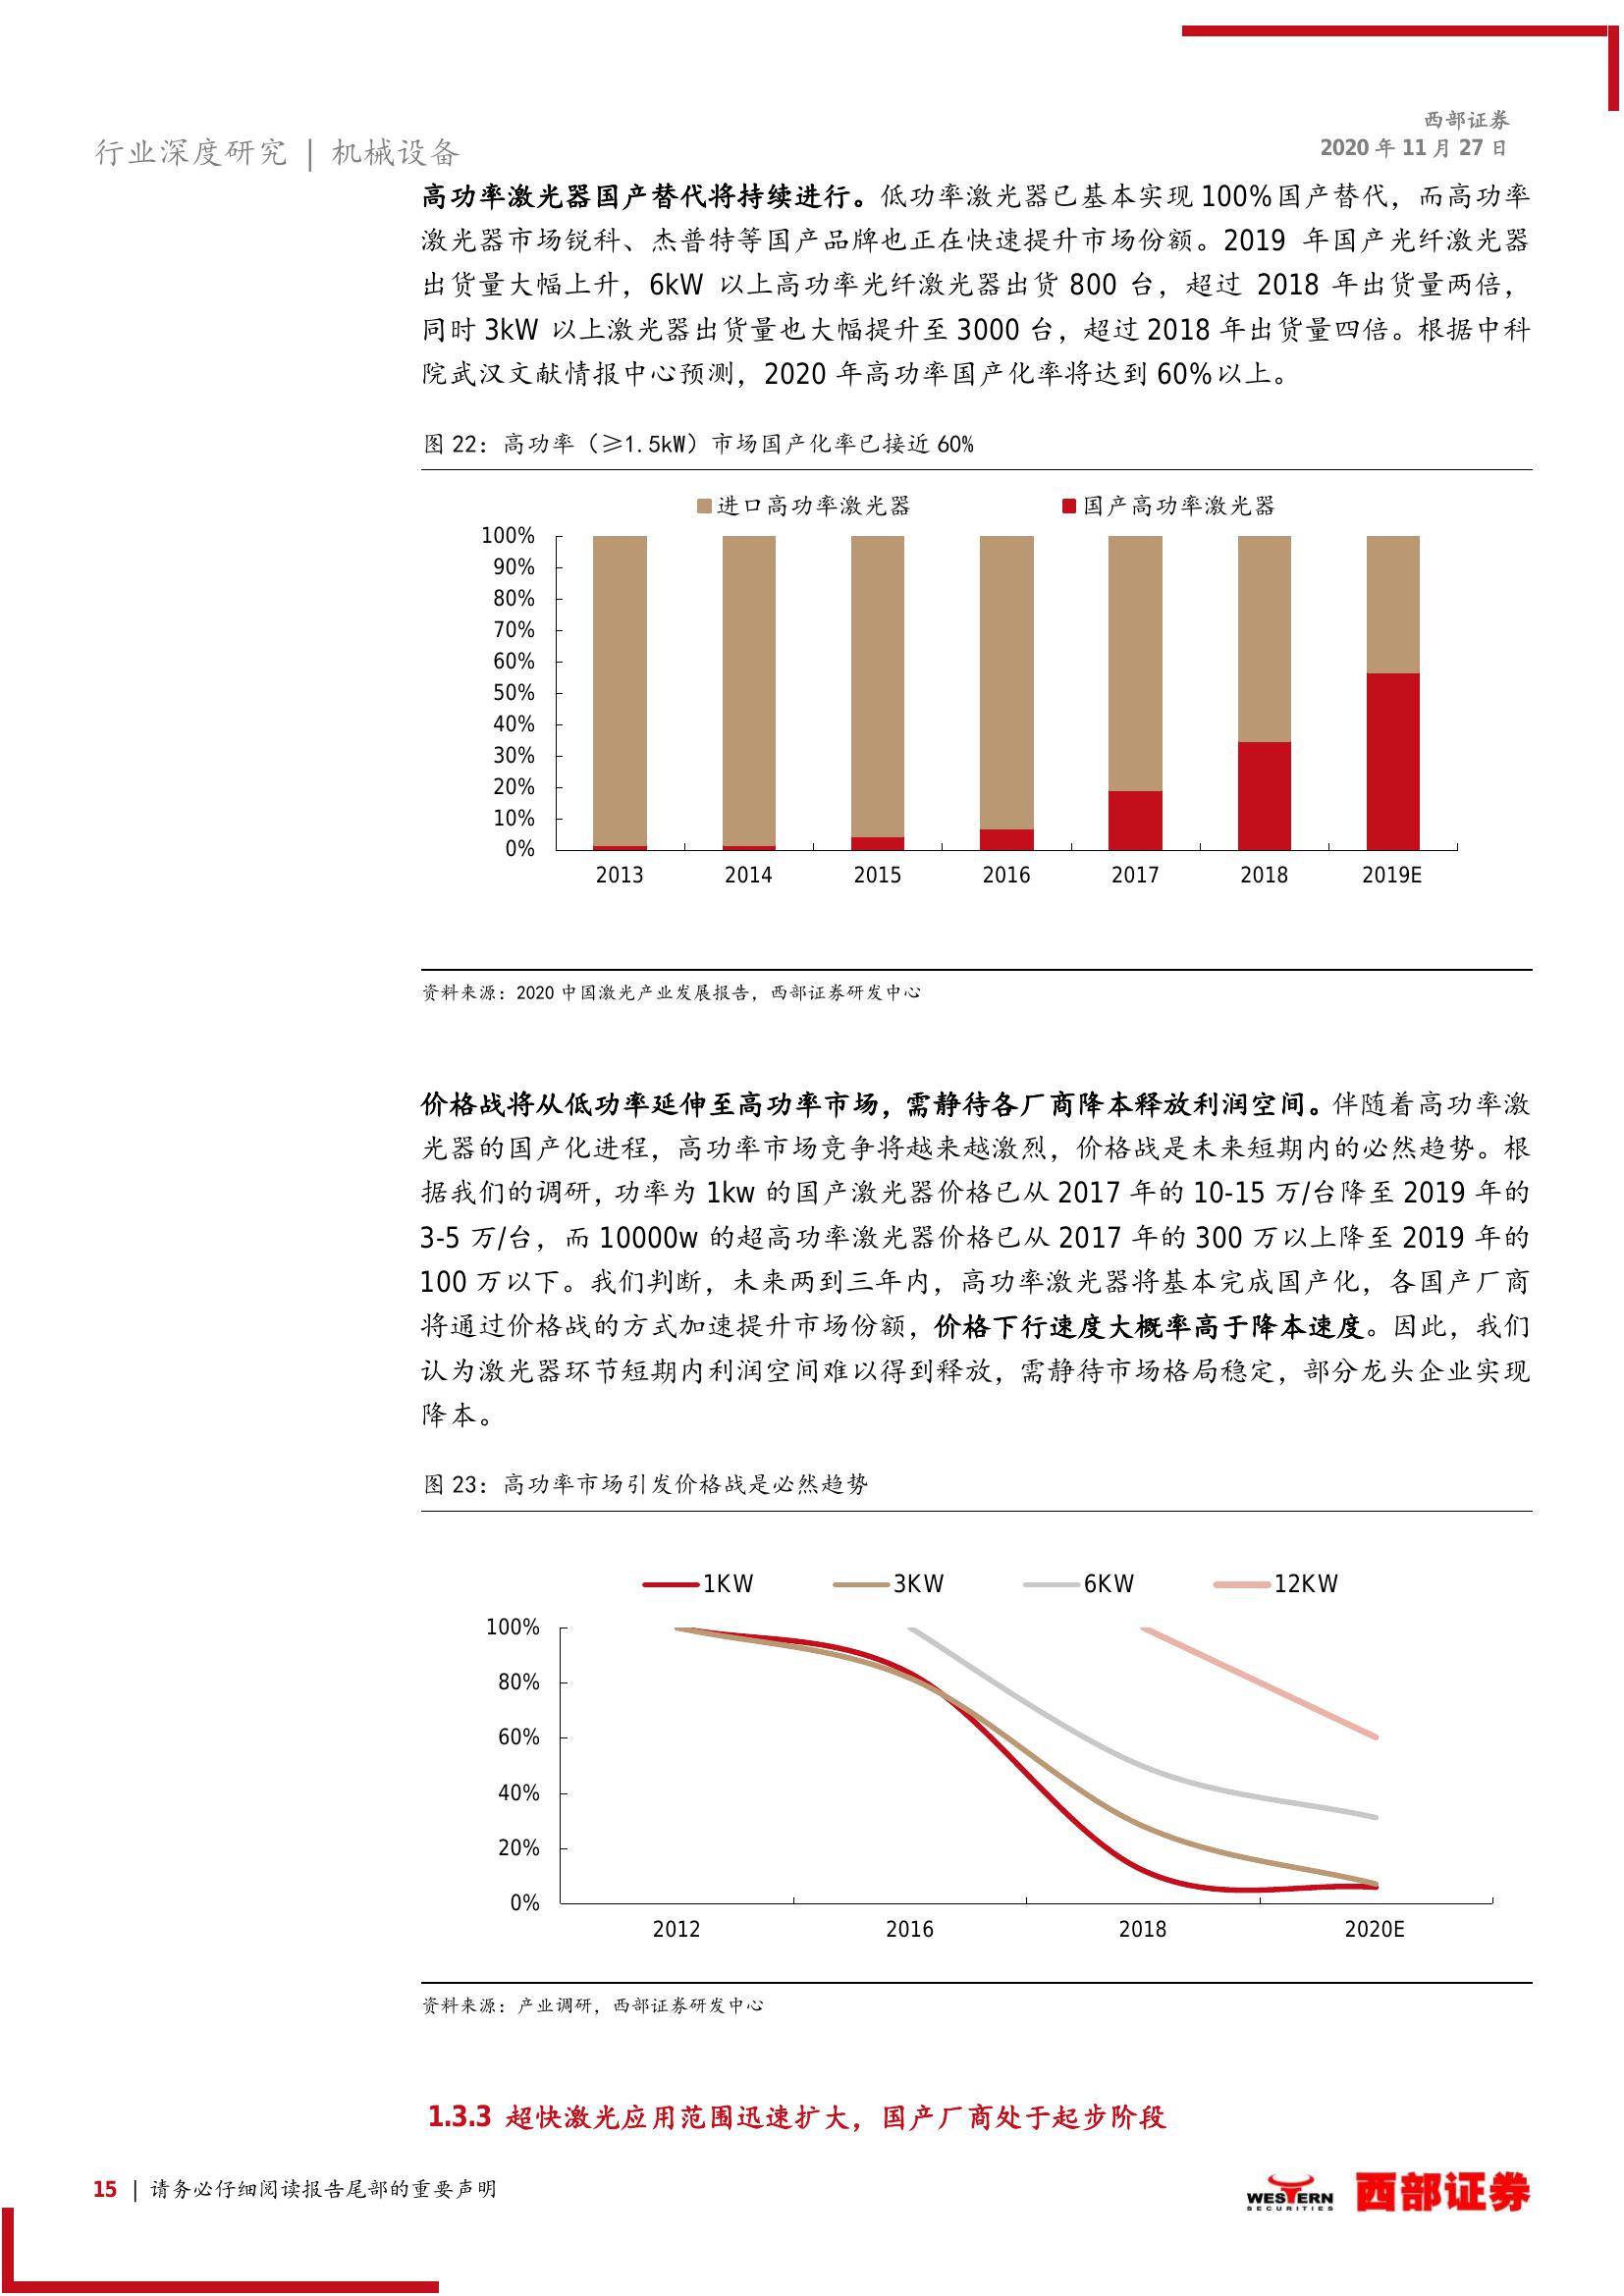 西部证券
2020 年 11 月 27 日
行业深度研究 | 机械设备
高功率激光器国产替代将持续进行。低功率激光器已基本实现 100%国产替代，而高功率
激光器市场锐科、杰普特等国产品牌也正在快速提升市场份额。2019 年国产光纤激光器
出货量大幅上升，6kW 以上高功率光纤激光器出货 800 台，超过 2018 年出货量两倍，
同时 3kW 以上激光器出货量也大幅提升至 3000 台，超过 2018 年出货量四倍。根据中科
院武汉文献情报中心预测，2020 年高功率国产化率将达到 60%以上。
图 22：高功率（≥1.5kW）市场国产化率已接近 60%
进口高功率激光器 国产高功率激光器
100%
90%
80%
70%
60%
50%
40%
30%
20%
10%
0%
2013 2014 2015 2016 2017 2018 2019E
资料来源：2020 中国激光产业发展报告，西部证券研发中心
价格战将从低功率延伸至高功率市场，需静待各厂商降本释放利润空间。伴随着高功率激
光器的国产化进程，高功率市场竞争将越来越激烈，价格战是未来短期内的必然趋势。根
据我们的调研，功率为 1kw 的国产激光器价格已从 2017 年的 10-15 万/台降至 2019 年的
3-5 万/台，而 10000w 的超高功率激光器价格已从 2017 年的 300 万以上降至 2019 年的
100 万以下。我们判断，未来两到三年内，高功率激光器将基本完成国产化，各国产厂商
将通过价格战的方式加速提升市场份额，价格下行速度大概率高于降本速度。因此，我们
认为激光器环节短期内利润空间难以得到释放，需静待市场格局稳定，部分龙头企业实现
降本。
图 23：高功率市场引发价格战是必然趋势
1KW 3KW 6KW 12KW
100%
80%
60%
40%
20%
0%
2012 2016 2018 2020E
资料来源：产业调研，西部证券研发中心
1.3.3 超快激光应用范围迅速扩大，国产厂商处于起步阶段
15 | 请务必仔细阅读报告尾部的重要声明
WESTERN
SECURITIES
西部证券